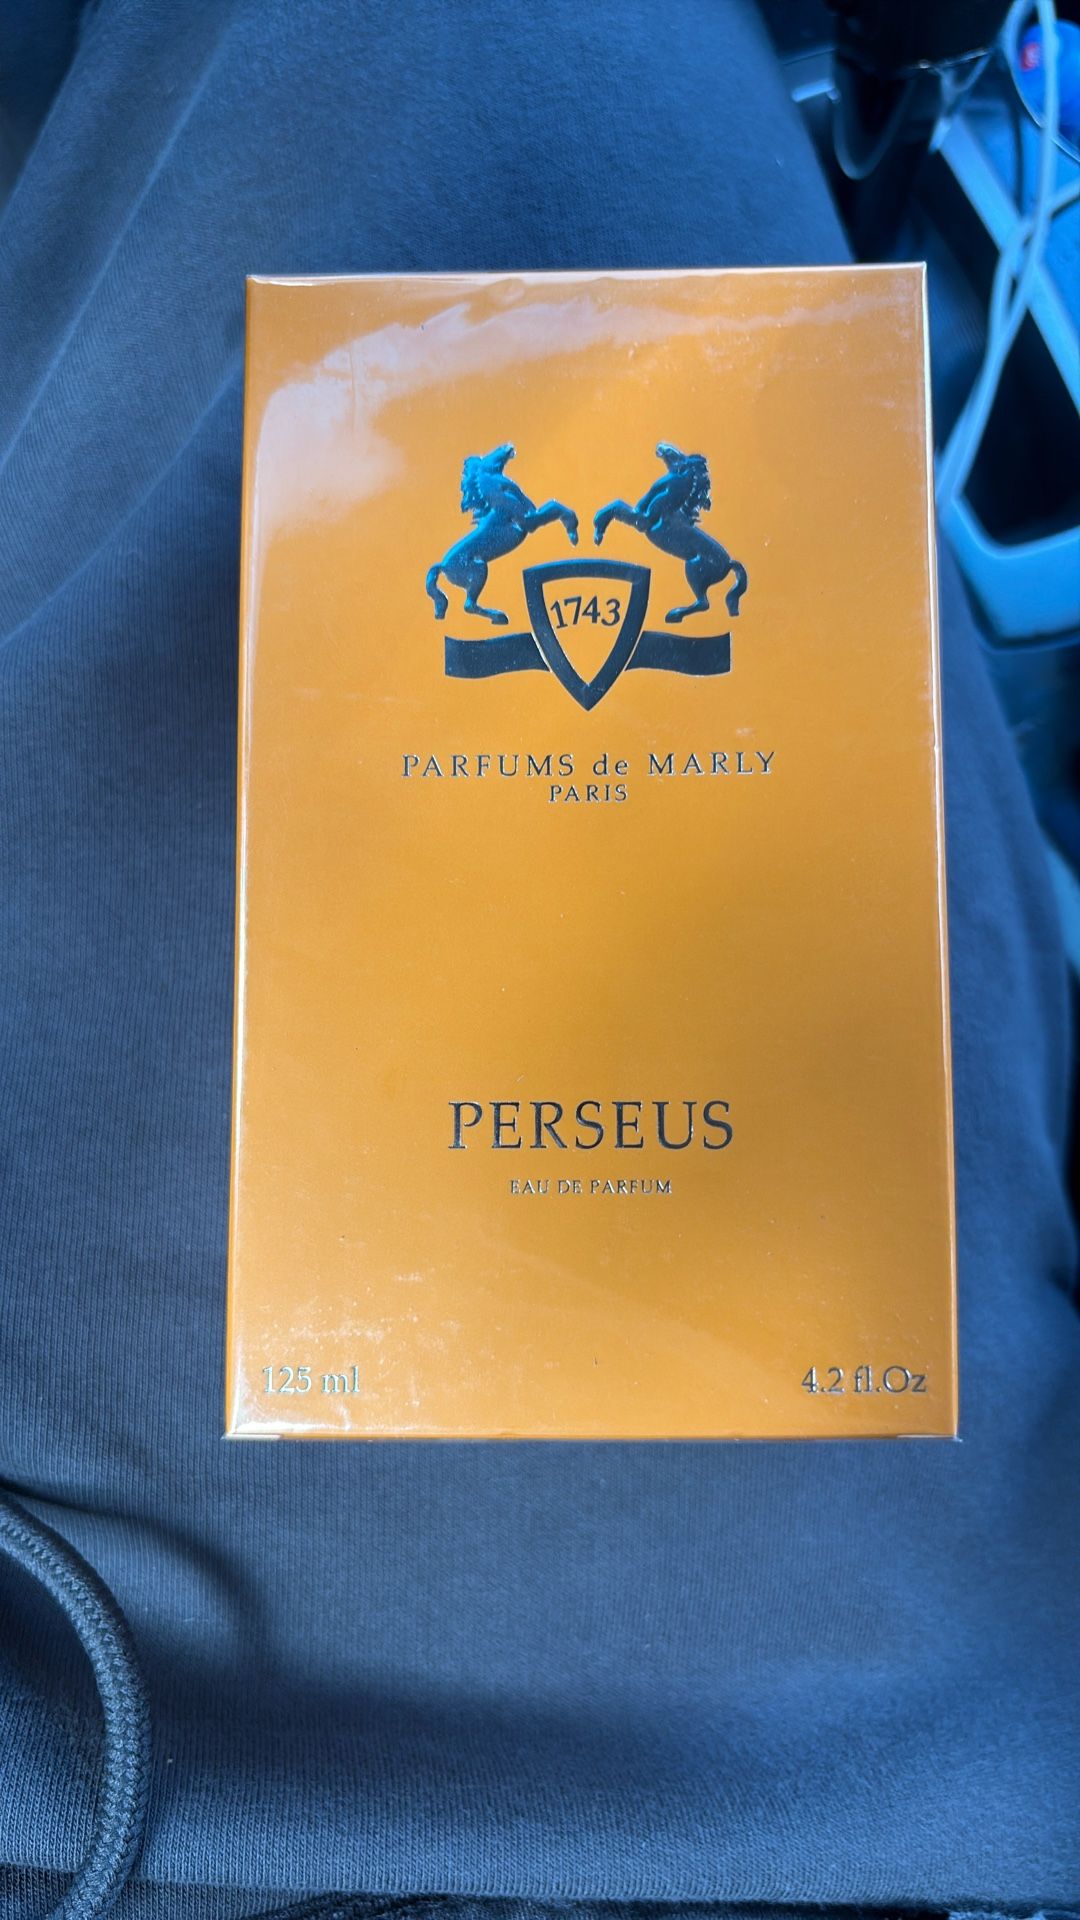 1743
PARFUMS de MARLY
PARIS
PERSEUS
EAU DE PARFUM
125 ml 4.2 fl.Oz